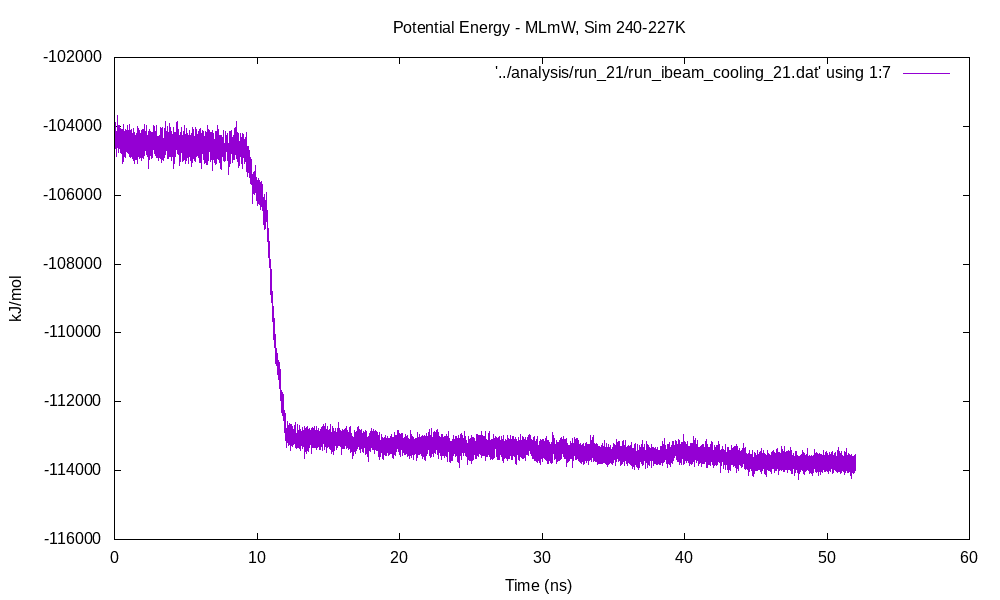 Potential Energy - MLmW, Sim 240-227K
'../analysis/run_21/run_ibeam_cooling_21.dat' using 1:7
-102000
-104000
-106000
-108000
-110000
-112000
-114000
-116000
kJ/mol
0 10 20 30 40 50 60
Time (ns)